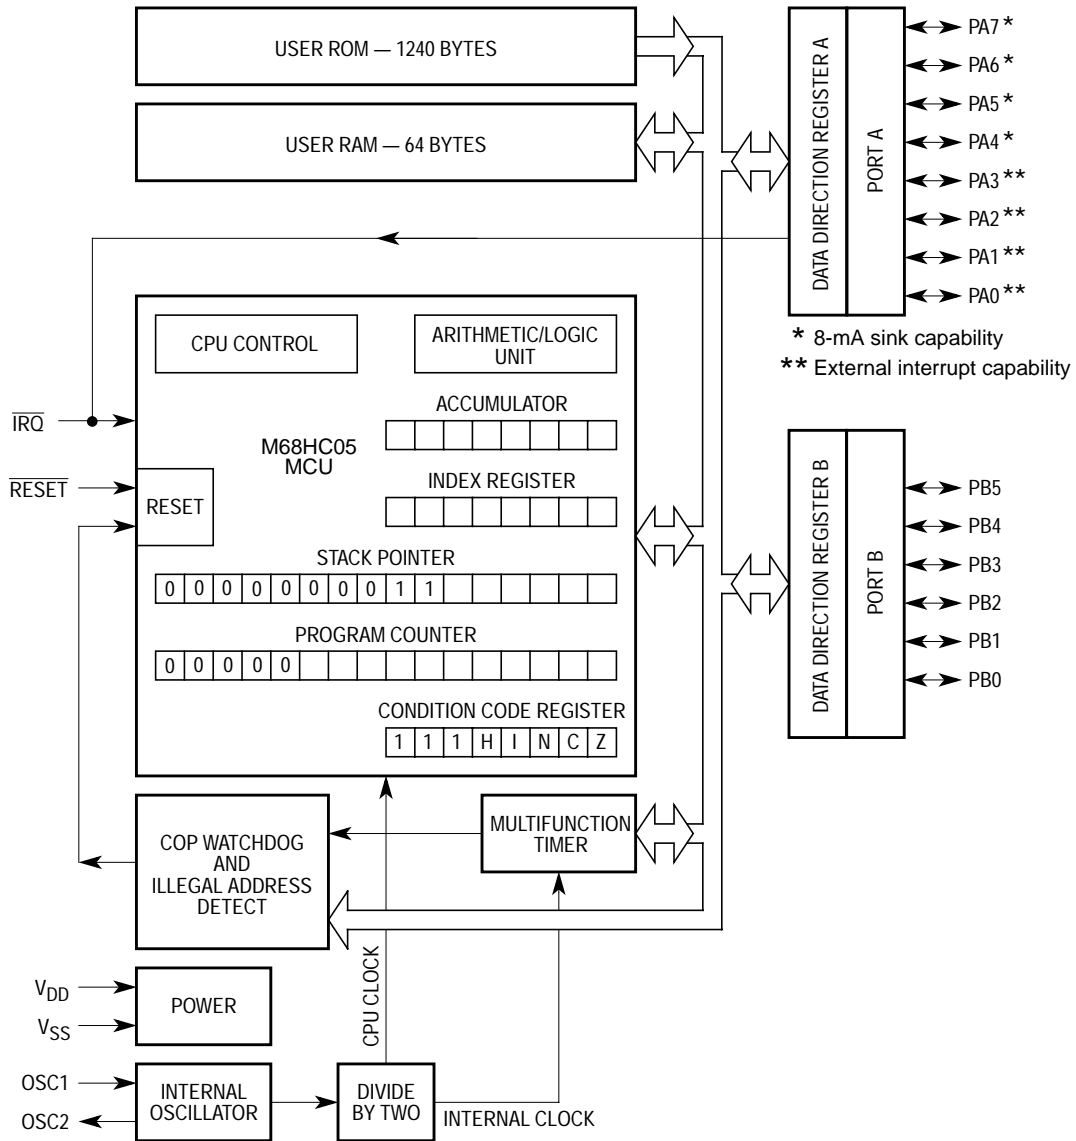 USER ROM — 1240 BYTES
USER RAM — 64 BYTES
DATA DIRECTION REGISTER A
PORT A
PA7 *
PA6 *
PA5 *
PA4 *
PA3 **
PA2 **
PA1 **
PA0 **
* 8-mA sink capability
** External interrupt capability
CPU CONTROL
ARITHMETIC/LOGIC
UNIT
ACCUMULATOR
IRQ
M68HC05
MCU
RESET
RESET
INDEX REGISTER
STACK POINTER
0 0 0 0 0 0 0 0 1 1
PROGRAM COUNTER
0 0 0 0 0
CONDITION CODE REGISTER
1 1 1 H I N C Z
DATA DIRECTION REGISTER B
PORT B
PB5
PB4
PB3
PB2
PB1
PB0
COP WATCHDOG
AND
ILLEGAL ADDRESS
DETECT
MULTIFUNCTION
TIMER
CPU CLOCK
VDD
VSS
POWER
OSC1
OSC2
INTERNAL
OSCILLATOR
DIVIDE
BY TWO
INTERNAL CLOCK